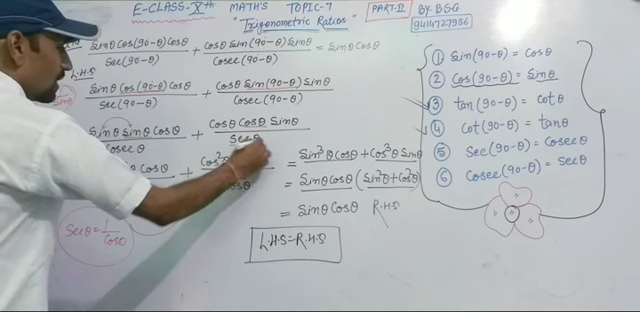 E-CLASS-Xth MATH'S TOPIC-7 PART-II BY:BSG
"Trigonometric Ratios" 9414727986
sinθ cos(90-θ) cosθ / sec(90-θ) + cosθ sin(90-θ) sinθ / cosec(90-θ) = sinθ cosθ
L.H.S
sinθ cos(90-θ) cosθ / sec(90-θ) + cosθ sin(90-θ) sinθ / cosec(90-θ)
sinθ sinθ cosθ / cosecθ + cosθ cosθ sinθ / secθ
= sin³θ cosθ + cos³θ sinθ
= sinθ cosθ (sin²θ + cos²θ)
= sinθ cosθ R.H.S
L.H.S = R.H.S
secθ = 1/cosθ
① sin(90-θ) = cosθ
② cos(90-θ) = sinθ
③ tan(90-θ) = cotθ
④ cot(90-θ) = tanθ
⑤ sec(90-θ) = cosecθ
⑥ cosec(90-θ) = secθ